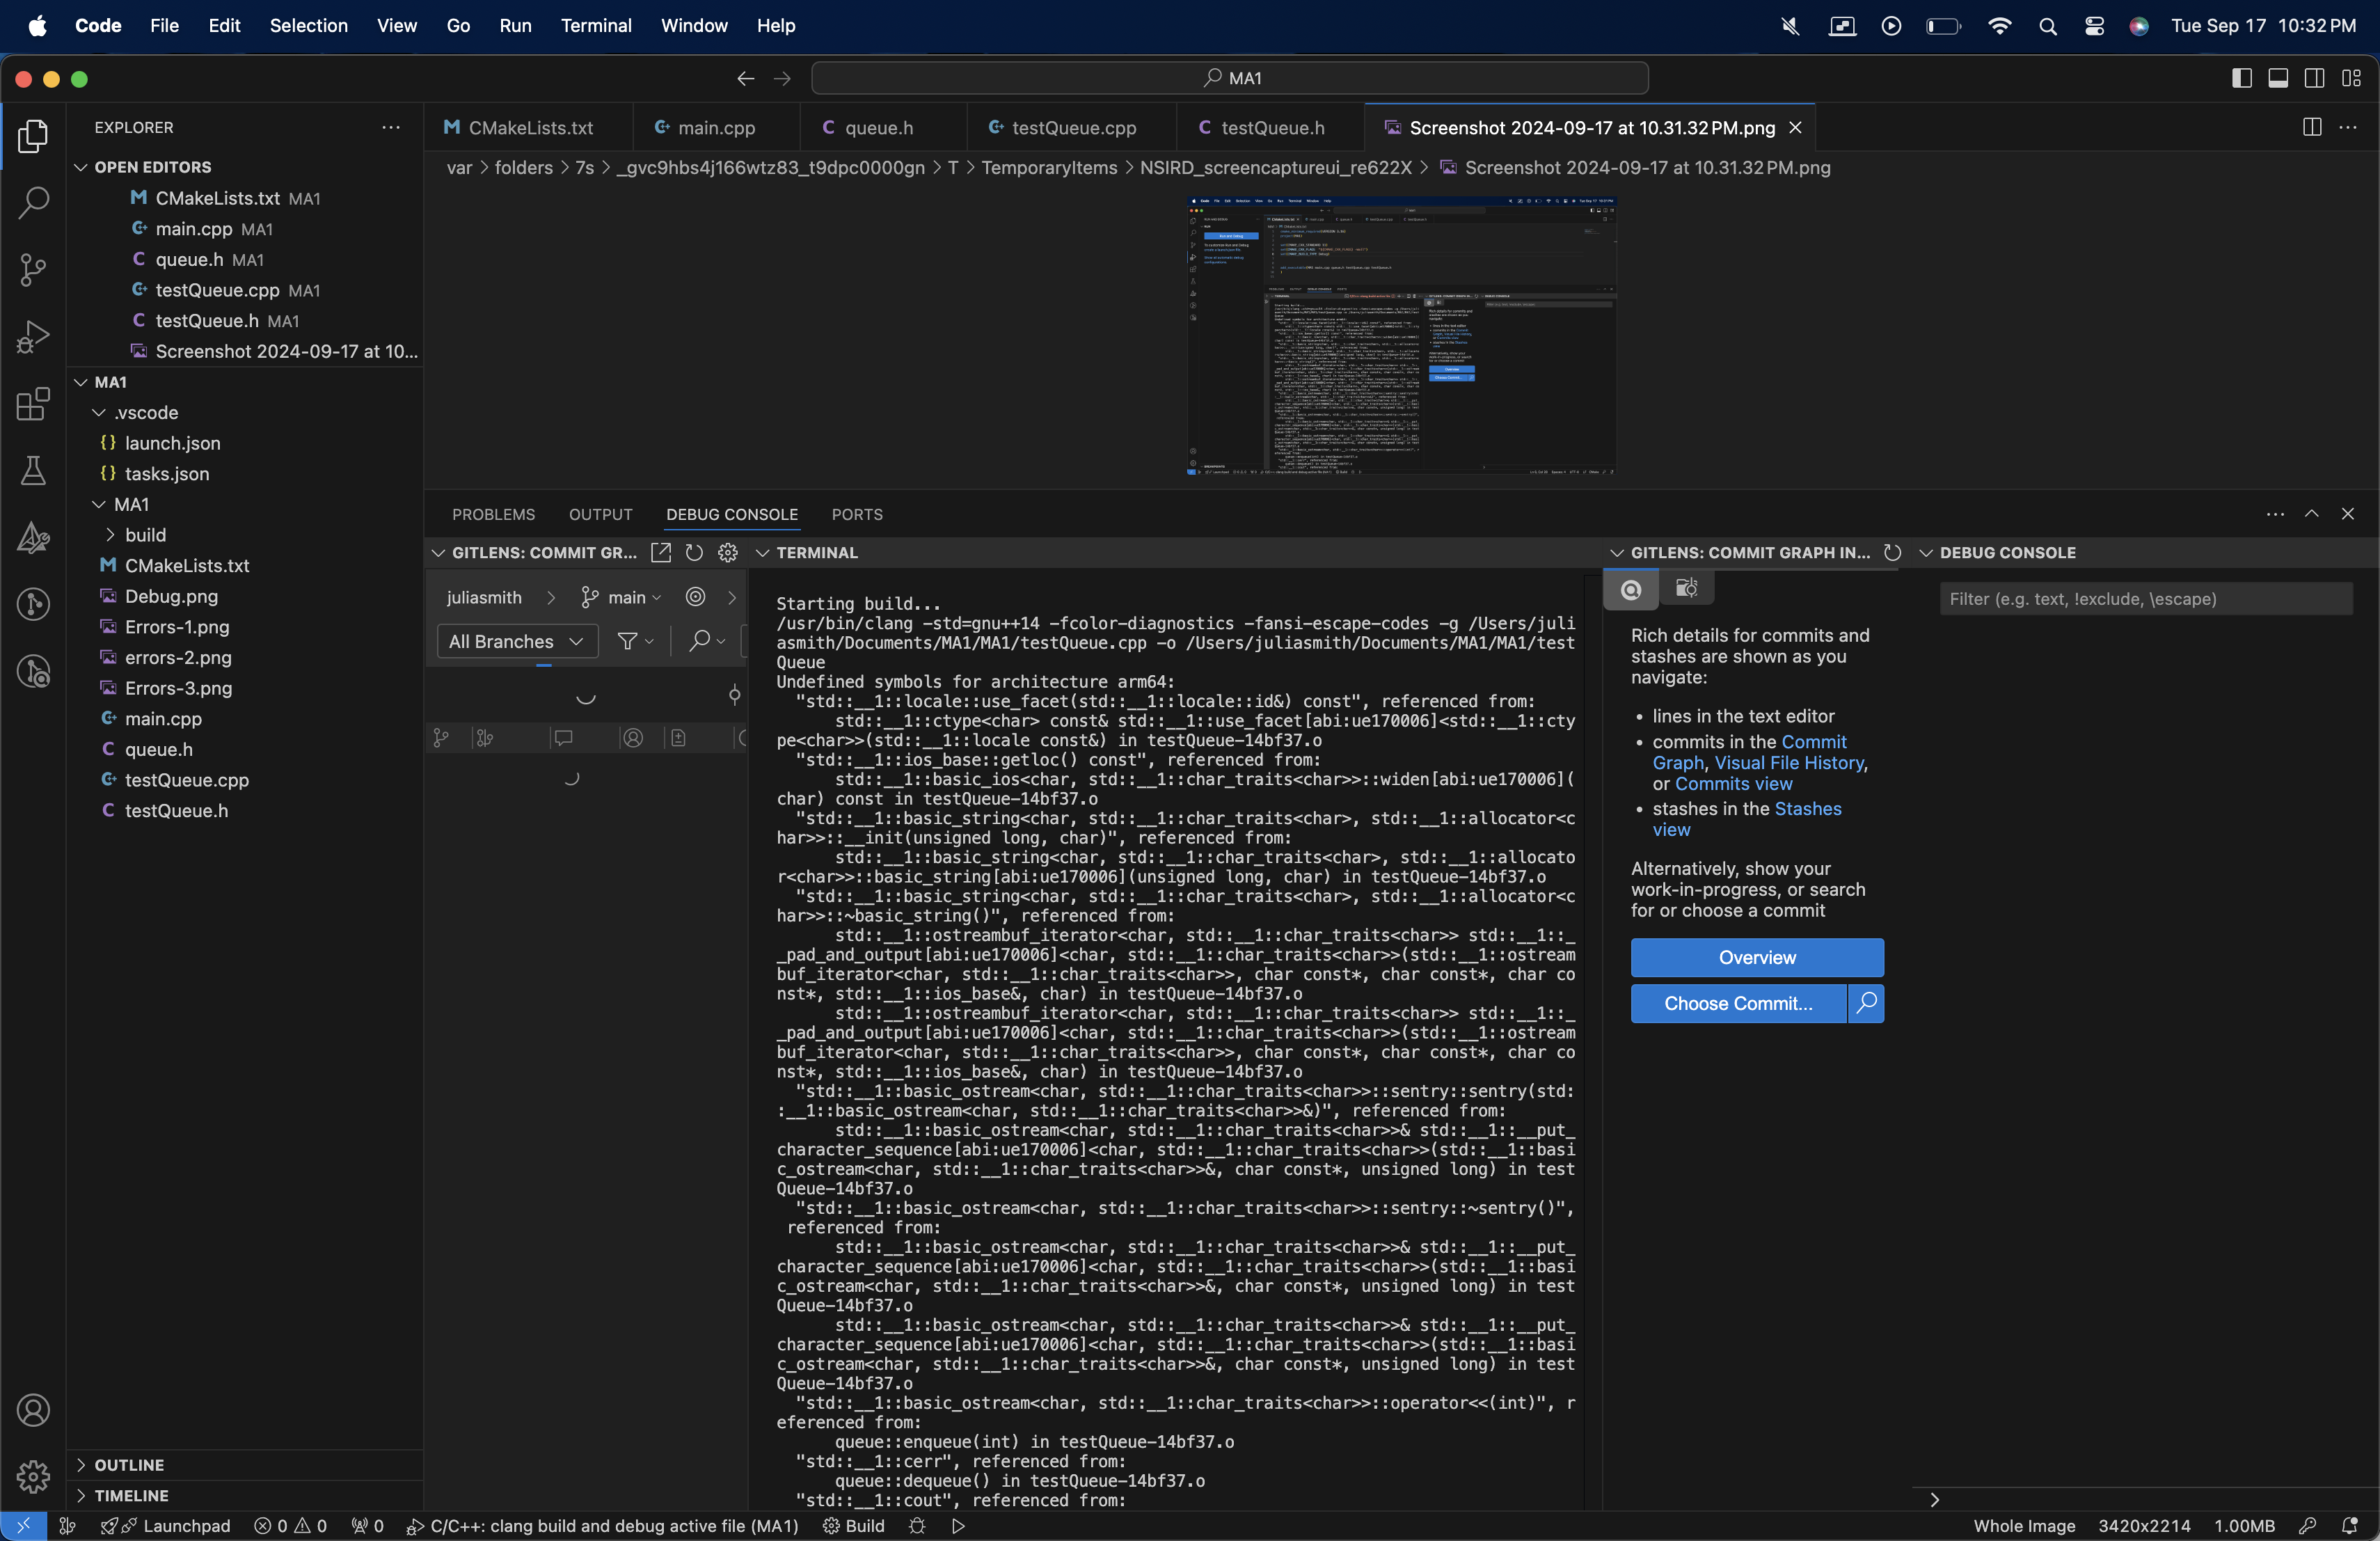 Code File Edit Selection View Go Run Terminal Window Help Tue Sep 17 10:32 PM
MA1
EXPLORER
OPEN EDITORS
CMakeLists.txt MA1
main.cpp MA1
queue.h MA1
testQueue.cpp MA1
testQueue.h MA1
Screenshot 2024-09-17 at 10...
MA1
.vscode
launch.json
tasks.json
MA1
build
CMakeLists.txt
Debug.png
Errors-1.png
errors-2.png
Errors-3.png
main.cpp
queue.h
testQueue.cpp
testQueue.h
OUTLINE
TIMELINE
CMakeLists.txt main.cpp queue.h testQueue.cpp testQueue.h Screenshot 2024-09-17 at 10.31.32 PM.png
var > folders > 7s > _gvc9hbs4j166wtz83_t9dpc0000gn > T > TemporaryItems > NSIRD_screencaptureui_re622X > Screenshot 2024-09-17 at 10.31.32 PM.png
PROBLEMS OUTPUT DEBUG CONSOLE PORTS
GITLENS: COMMIT GR...
juliasmith > main
All Branches
TERMINAL
Starting build...
/usr/bin/clang -std=gnu++14 -fcolor-diagnostics -fansi-escape-codes -g /Users/juli
asmith/Documents/MA1/MA1/testQueue.cpp -o /Users/juliasmith/Documents/MA1/MA1/test
Queue
Undefined symbols for architecture arm64:
"std::__1::locale::use_facet(std::__1::locale::id&) const", referenced from:
std::__1::ctype<char> const& std::__1::use_facet[abi:ue170006]<std::__1::cty
pe<char>>(std::__1::locale const&) in testQueue-14bf37.o
"std::__1::ios_base::getloc() const", referenced from:
std::__1::basic_ios<char, std::__1::char_traits<char>>::widen[abi:ue170006](
char) const in testQueue-14bf37.o
"std::__1::basic_string<char, std::__1::char_traits<char>, std::__1::allocator<c
har>>::__init(unsigned long, char)", referenced from:
std::__1::basic_string<char, std::__1::char_traits<char>, std::__1::allocato
r<char>>::basic_string[abi:ue170006](unsigned long, char) in testQueue-14bf37.o
"std::__1::basic_string<char, std::__1::char_traits<char>, std::__1::allocator<c
har>>::~basic_string()", referenced from:
std::__1::ostreambuf_iterator<char, std::__1::char_traits<char>> std::__1::_
_pad_and_output[abi:ue170006]<char, std::__1::char_traits<char>>(std::__1::ostream
buf_iterator<char, std::__1::char_traits<char>>, char const*, char const*, char co
nst*, std::__1::ios_base&, char) in testQueue-14bf37.o
std::__1::ostreambuf_iterator<char, std::__1::char_traits<char>> std::__1::_
_pad_and_output[abi:ue170006]<char, std::__1::char_traits<char>>(std::__1::ostream
buf_iterator<char, std::__1::char_traits<char>>, char const*, char const*, char co
nst*, std::__1::ios_base&, char) in testQueue-14bf37.o
"std::__1::basic_ostream<char, std::__1::char_traits<char>>::sentry::sentry(std:
:__1::basic_ostream<char, std::__1::char_traits<char>>&)", referenced from:
std::__1::basic_ostream<char, std::__1::char_traits<char>>& std::__1::__put_
character_sequence[abi:ue170006]<char, std::__1::char_traits<char>>(std::__1::basi
c_ostream<char, std::__1::char_traits<char>>&, char const*, unsigned long) in test
Queue-14bf37.o
"std::__1::basic_ostream<char, std::__1::char_traits<char>>::sentry::~sentry()",
referenced from:
std::__1::basic_ostream<char, std::__1::char_traits<char>>& std::__1::__put_
character_sequence[abi:ue170006]<char, std::__1::char_traits<char>>(std::__1::basi
c_ostream<char, std::__1::char_traits<char>>&, char const*, unsigned long) in test
Queue-14bf37.o
std::__1::basic_ostream<char, std::__1::char_traits<char>>& std::__1::__put_
character_sequence[abi:ue170006]<char, std::__1::char_traits<char>>(std::__1::basi
c_ostream<char, std::__1::char_traits<char>>&, char const*, unsigned long) in test
Queue-14bf37.o
"std::__1::basic_ostream<char, std::__1::char_traits<char>>::operator<<(int)", r
eferenced from:
queue::enqueue(int) in testQueue-14bf37.o
"std::__1::cerr", referenced from:
queue::dequeue() in testQueue-14bf37.o
"std::__1::cout", referenced from:
GITLENS: COMMIT GRAPH IN...
Rich details for commits and
stashes are shown as you
navigate:
• lines in the text editor
• commits in the Commit
Graph, Visual File History,
or Commits view
• stashes in the Stashes
view
Alternatively, show your
work-in-progress, or search
for or choose a commit
Overview
Choose Commit...
DEBUG CONSOLE
Filter (e.g. text, !exclude, \escape)
Launchpad 0 0 0 C/C++: clang build and debug active file (MA1) Build Whole Image 3420x2214 1.00MB